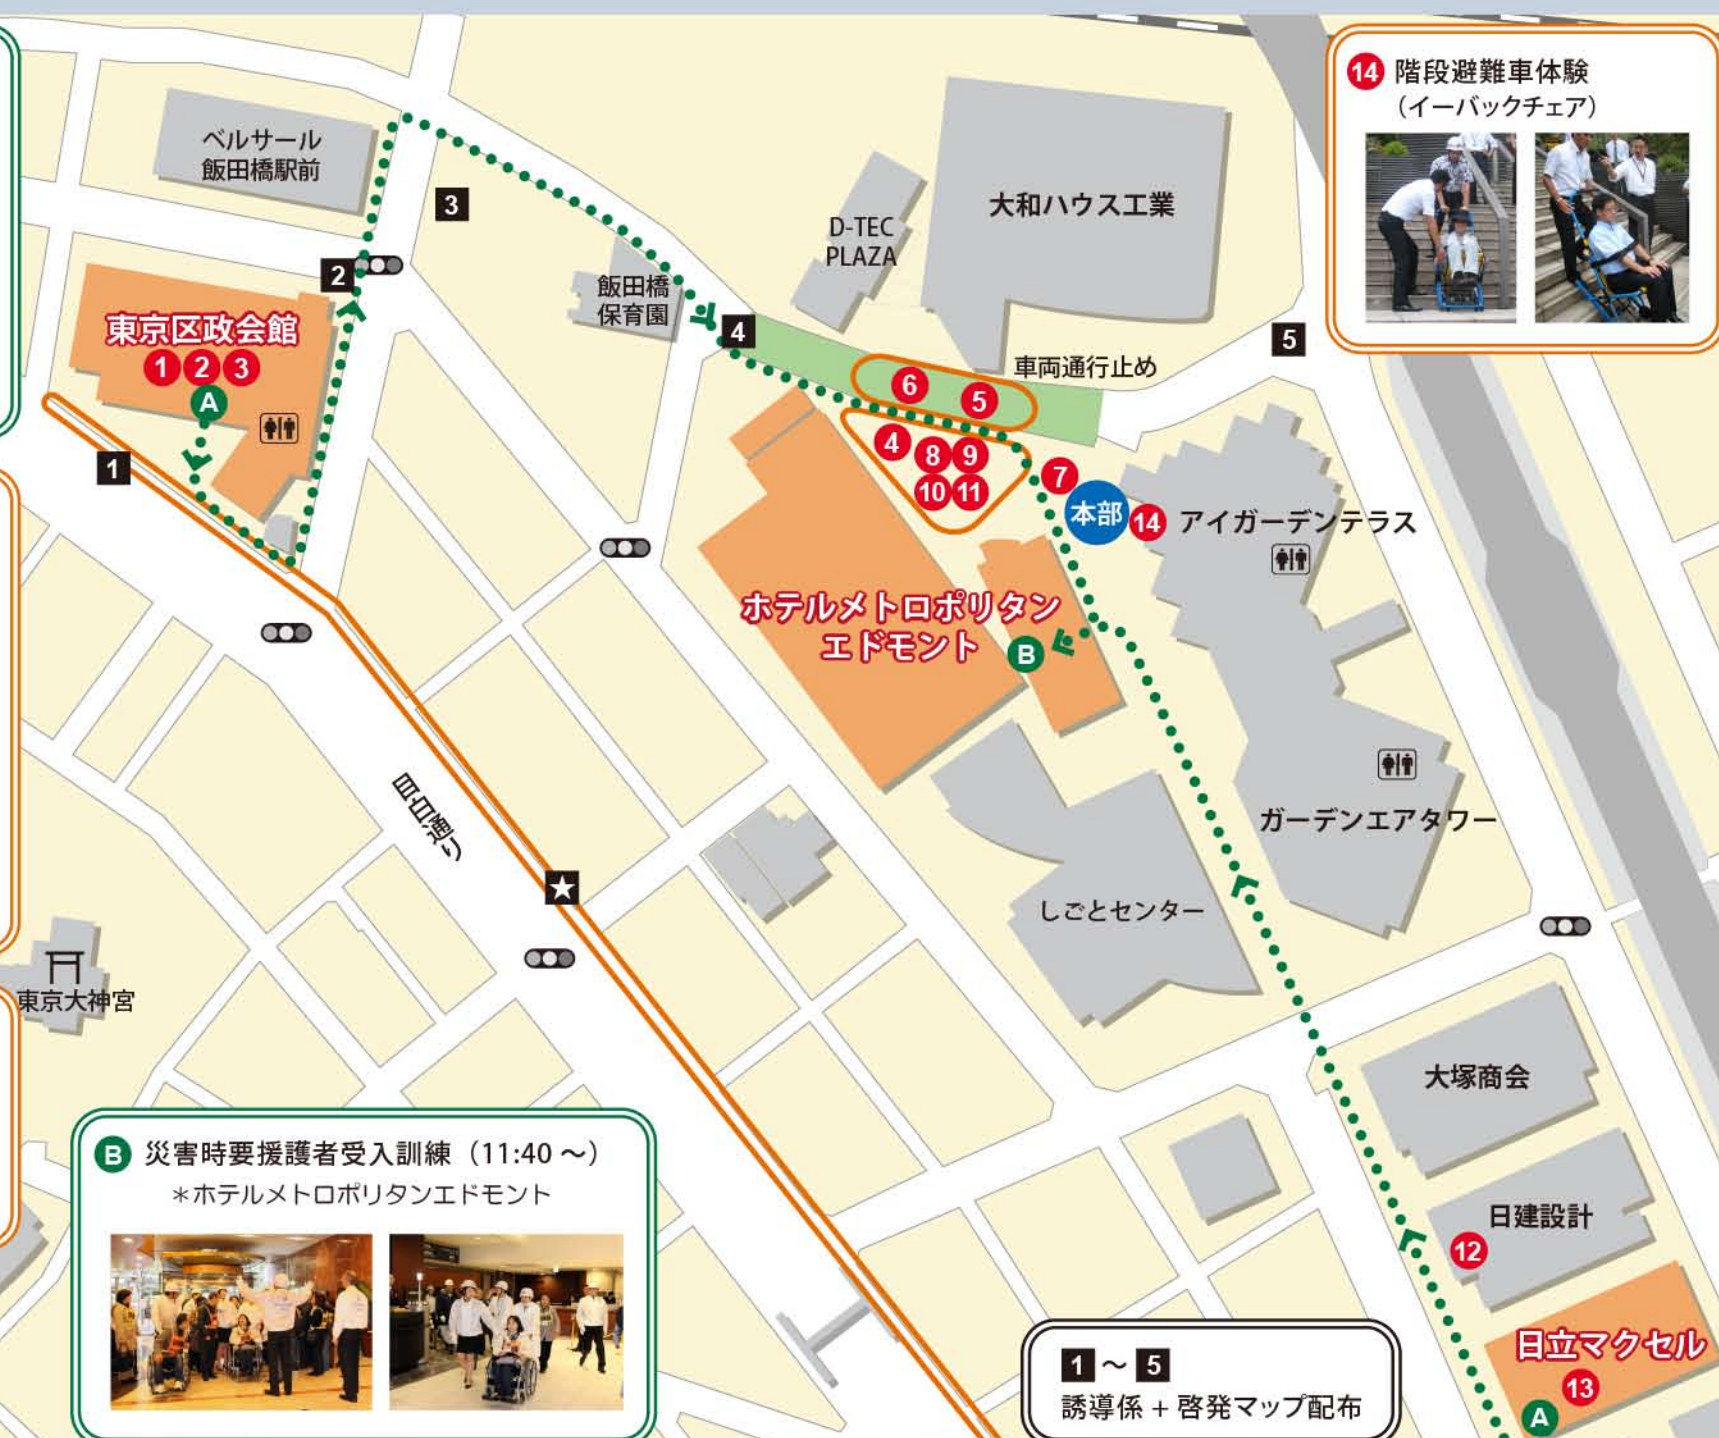 14 階段避難車体験
(イーバックチェア)
ベルサール
飯田橋駅前
3
大和ハウス工業
D-TEC
PLAZA
2
飯田橋
保育園
東京区政会館
1 2 3
A
4
5
車両通行止め
6 5
1
4 8 9
10 11
7
本部
14
アイガーデンテラス
ホテルメトロポリタン
エドモント
B
目白通り
★
ガーデンエアタワー
しごとセンター
東京大神宮
大塚商会
日建設計
12
日立マクセル
13
A
B 災害時要援護者受入訓練(11:40~)
*ホテルメトロポリタンエドモント
1 ~ 5
誘導係 + 啓発マップ配布